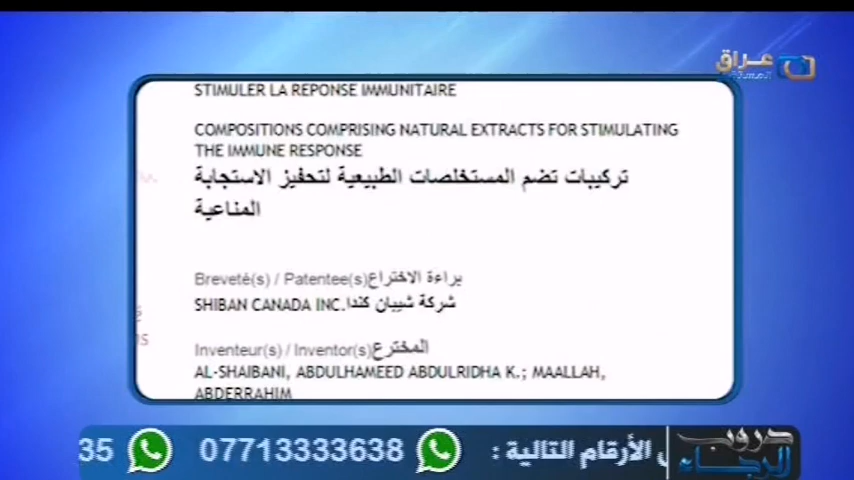 عراق
STIMULER LA REPONSE IMMUNITAIRE
COMPOSITIONS COMPRISING NATURAL EXTRACTS FOR STIMULATING
THE IMMUNE RESPONSE
تركيبات تضم المستخلصات الطبيعية لتحفيز الاستجابة
المناعية
Breveté(s) / Patentee(s)براءة الاختراع
SHIBAN CANADA INC.شركة شيبان كندا
Inventeur(s) / Inventor(s)المخترع
AL-SHAIBANI, ABDULHAMEED ABDULRIDHA K.; MAALLAH,
ABDERRAHIM
الأرقام التالية : 07713333638 35
دروب
الرجاء